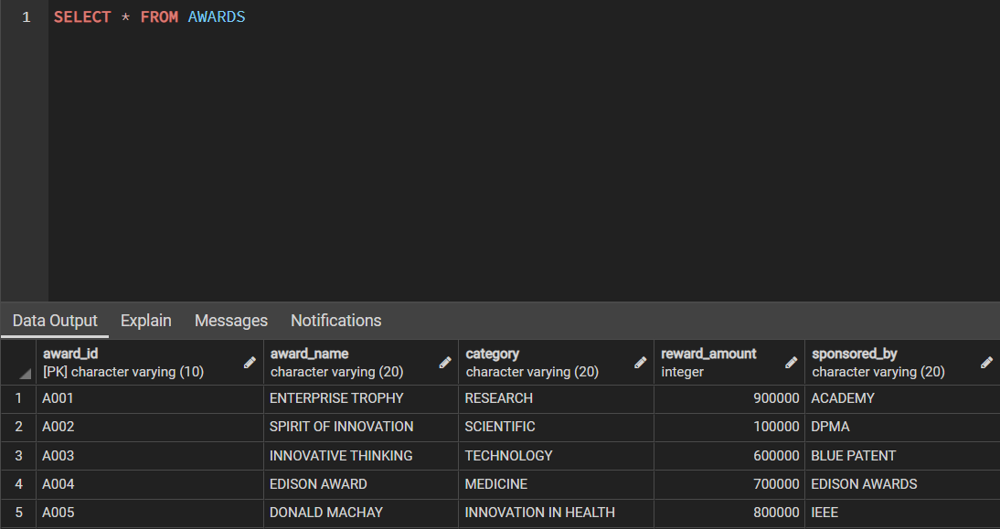 1 SELECT * FROM AWARDS
Data Output Explain Messages Notifications
award_id award_name category reward_amount sponsored_by
[PK] character varying (10) character varying (20) character varying (20) integer character varying (20)
1 A001 ENTERPRISE TROPHY RESEARCH 900000 ACADEMY
2 A002 SPIRIT OF INNOVATION SCIENTIFIC 100000 DPMA
3 A003 INNOVATIVE THINKING TECHNOLOGY 600000 BLUE PATENT
4 A004 EDISON AWARD MEDICINE 700000 EDISON AWARDS
5 A005 DONALD MACHAY INNOVATION IN HEALTH 800000 IEEE